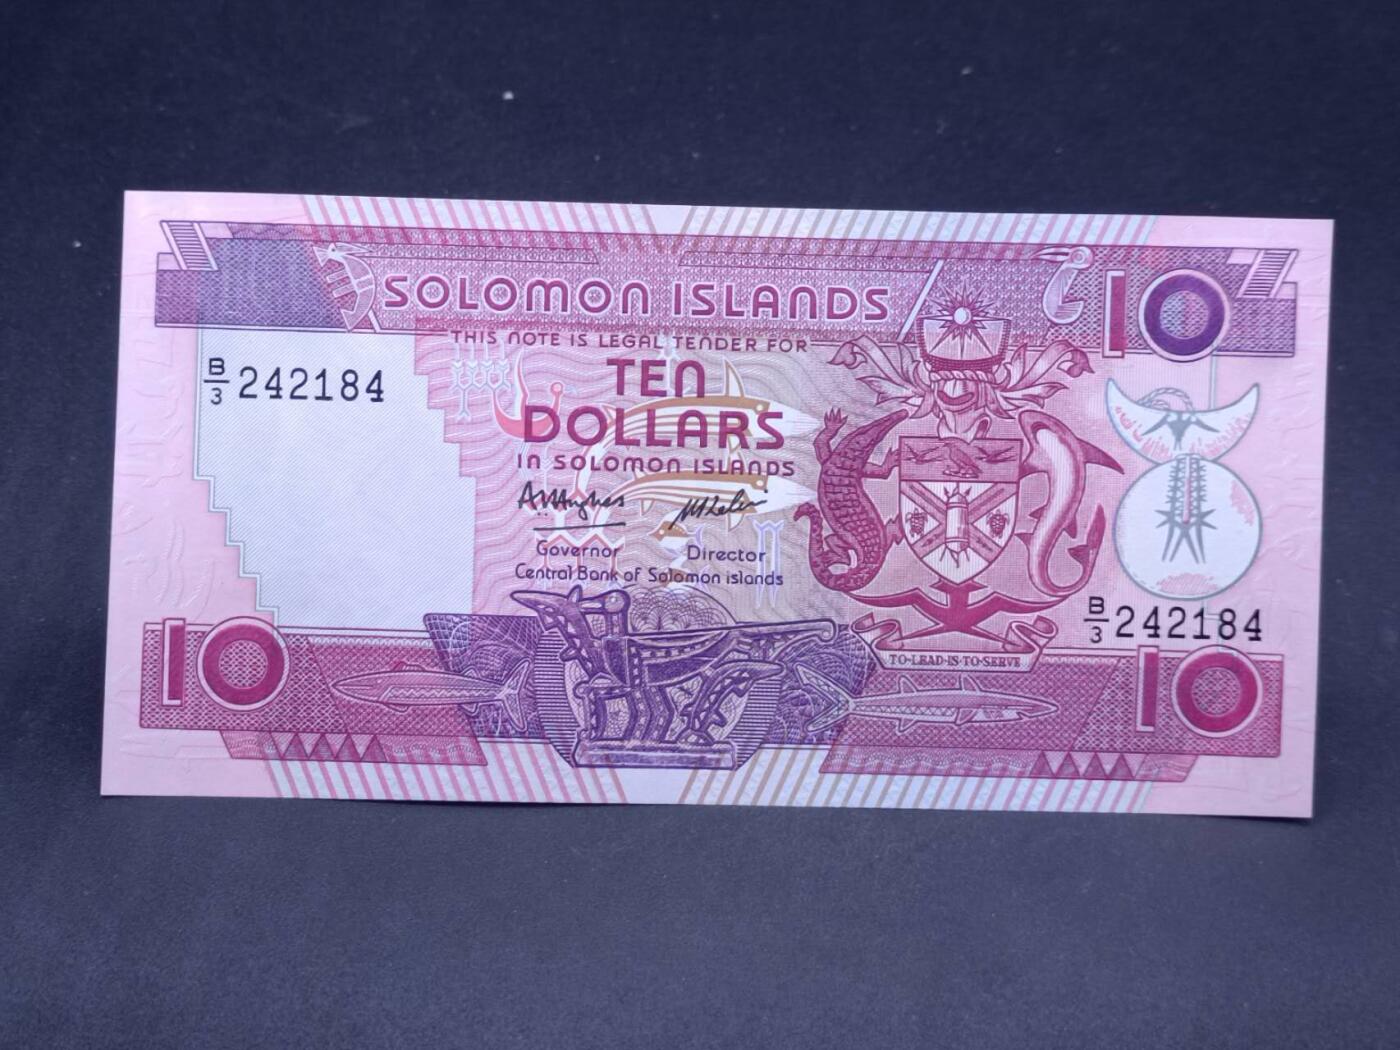 SOLOMON ISLANDS
10
THIS NOTE IS LEGAL TENDER FOR
B/3 242184
TEN
DOLLARS
IN SOLOMON ISLANDS
Governor Director
Central Bank of Solomon islands
B/3 242184
TO·LEAD·IS·TO·SERVE
10
10